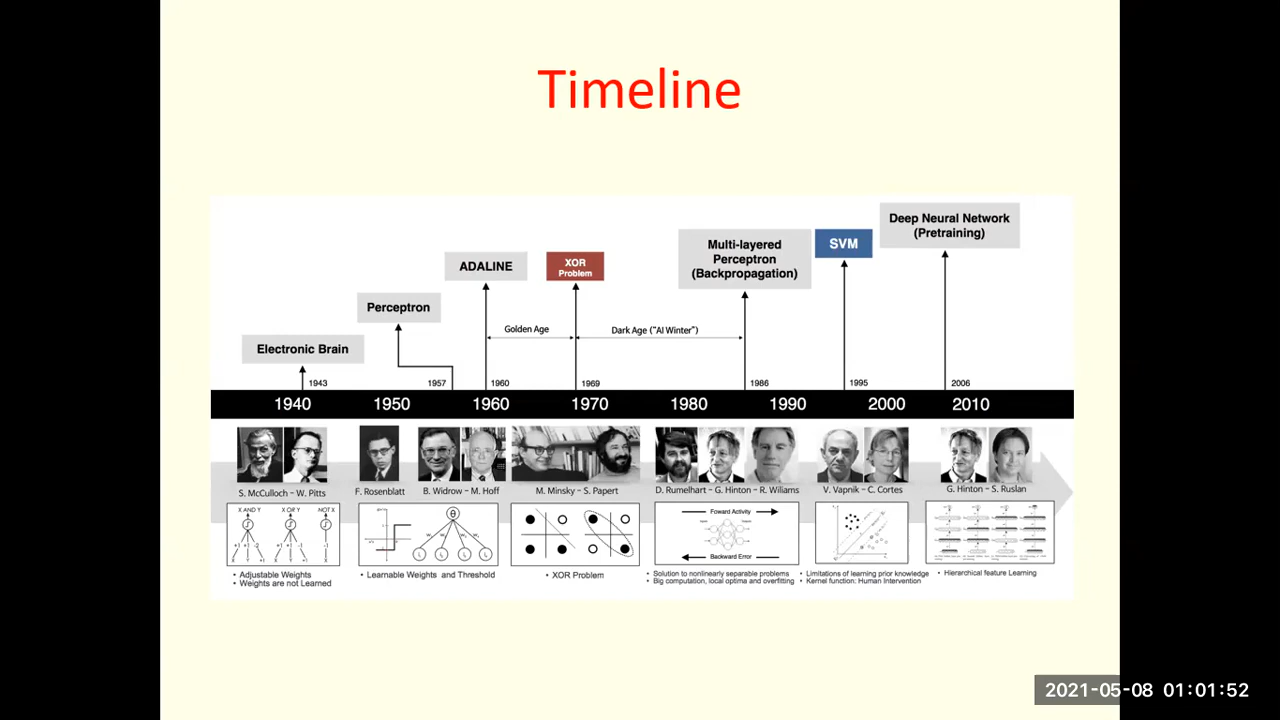 Timeline
Deep Neural Network
(Pretraining)
Multi-layered
Perceptron
(Backpropagation)
SVM
ADALINE
XOR
Problem
Perceptron
Golden Age
Dark Age ("AI Winter")
Electronic Brain
1943
1957
1960
1969
1986
1995
2006
1940 1950 1960 1970 1980 1990 2000 2010
S. McCulloch – W. Pitts
F. Rosenblatt
B. Widrow – M. Hoff
M. Minsky – S. Papert
D. Rumelhart – G. Hinton – R. Wiliams
V. Vapnik – C. Cortes
G. Hinton – S. Ruslan
X AND Y
X OR Y
NOT X
Foward Activity
Backward Error
• Adjustable Weights
• Weights are not Learned
• Learnable Weights and Threshold
• XOR Problem
• Solution to nonlinearly separable problems
• Big computation, local optima and overfitting
• Limitations of learning prior knowledge
• Kernel function: Human Intervention
• Hierarchical feature Learning
2021-05-08 01:01:52